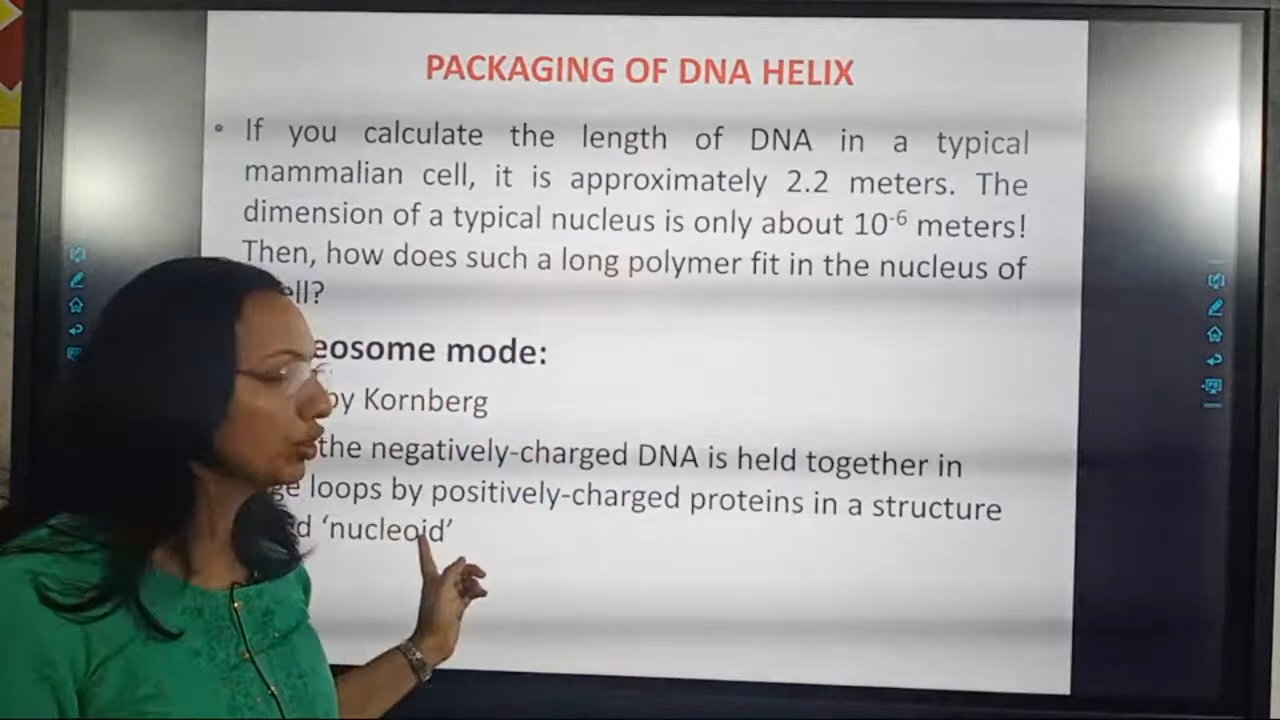 PACKAGING OF DNA HELIX
• If you calculate the length of DNA in a typical
mammalian cell, it is approximately 2.2 meters. The
dimension of a typical nucleus is only about 10-6 meters!
Then, how does such a long polymer fit in the nucleus of
ell?
eosome mode:
by Kornberg
the negatively-charged DNA is held together in
ge loops by positively-charged proteins in a structure
d ‘nucleoid’